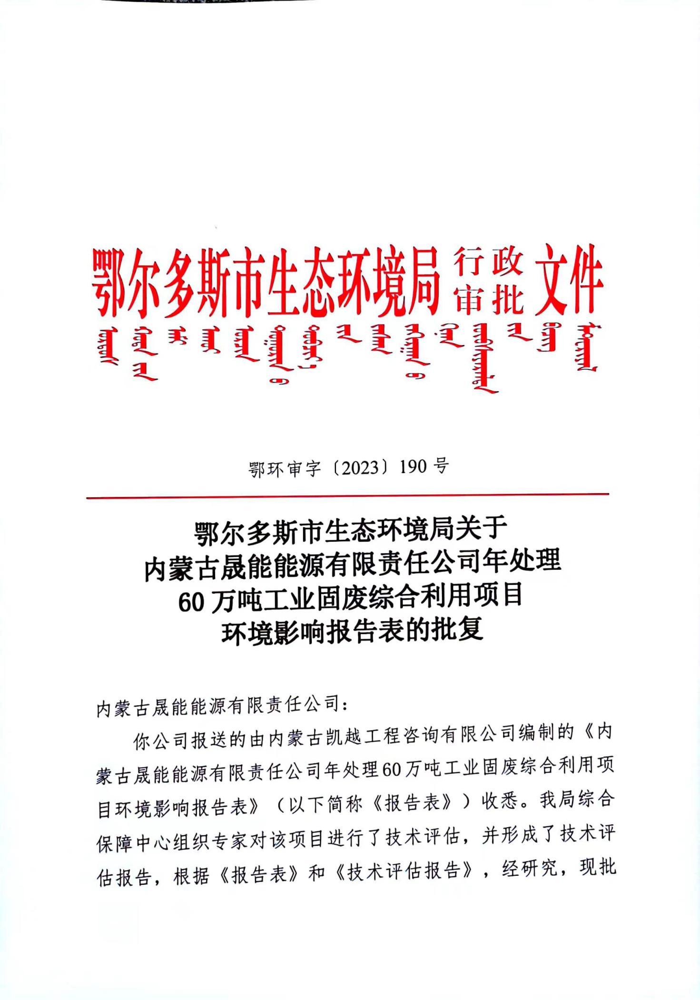 鄂尔多斯市生态环境局行政审批文件
鄂环审字〔2023〕190号
鄂尔多斯市生态环境局关于
内蒙古晟能能源有限责任公司年处理
60万吨工业固废综合利用项目
环境影响报告表的批复
内蒙古晟能能源有限责任公司：
你公司报送的由内蒙古凯越工程咨询有限公司编制的《内
蒙古晟能能源有限责任公司年处理60万吨工业固废综合利用项
目环境影响报告表》（以下简称《报告表》）收悉。我局综合
保障中心组织专家对该项目进行了技术评估，并形成了技术评
估报告，根据《报告表》和《技术评估报告》，经研究，现批